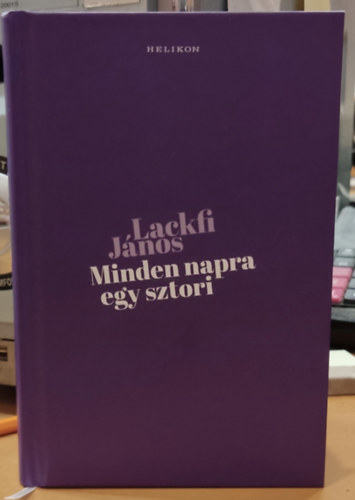 HELIKON
Lackfi
János
Minden napra
egy sztori